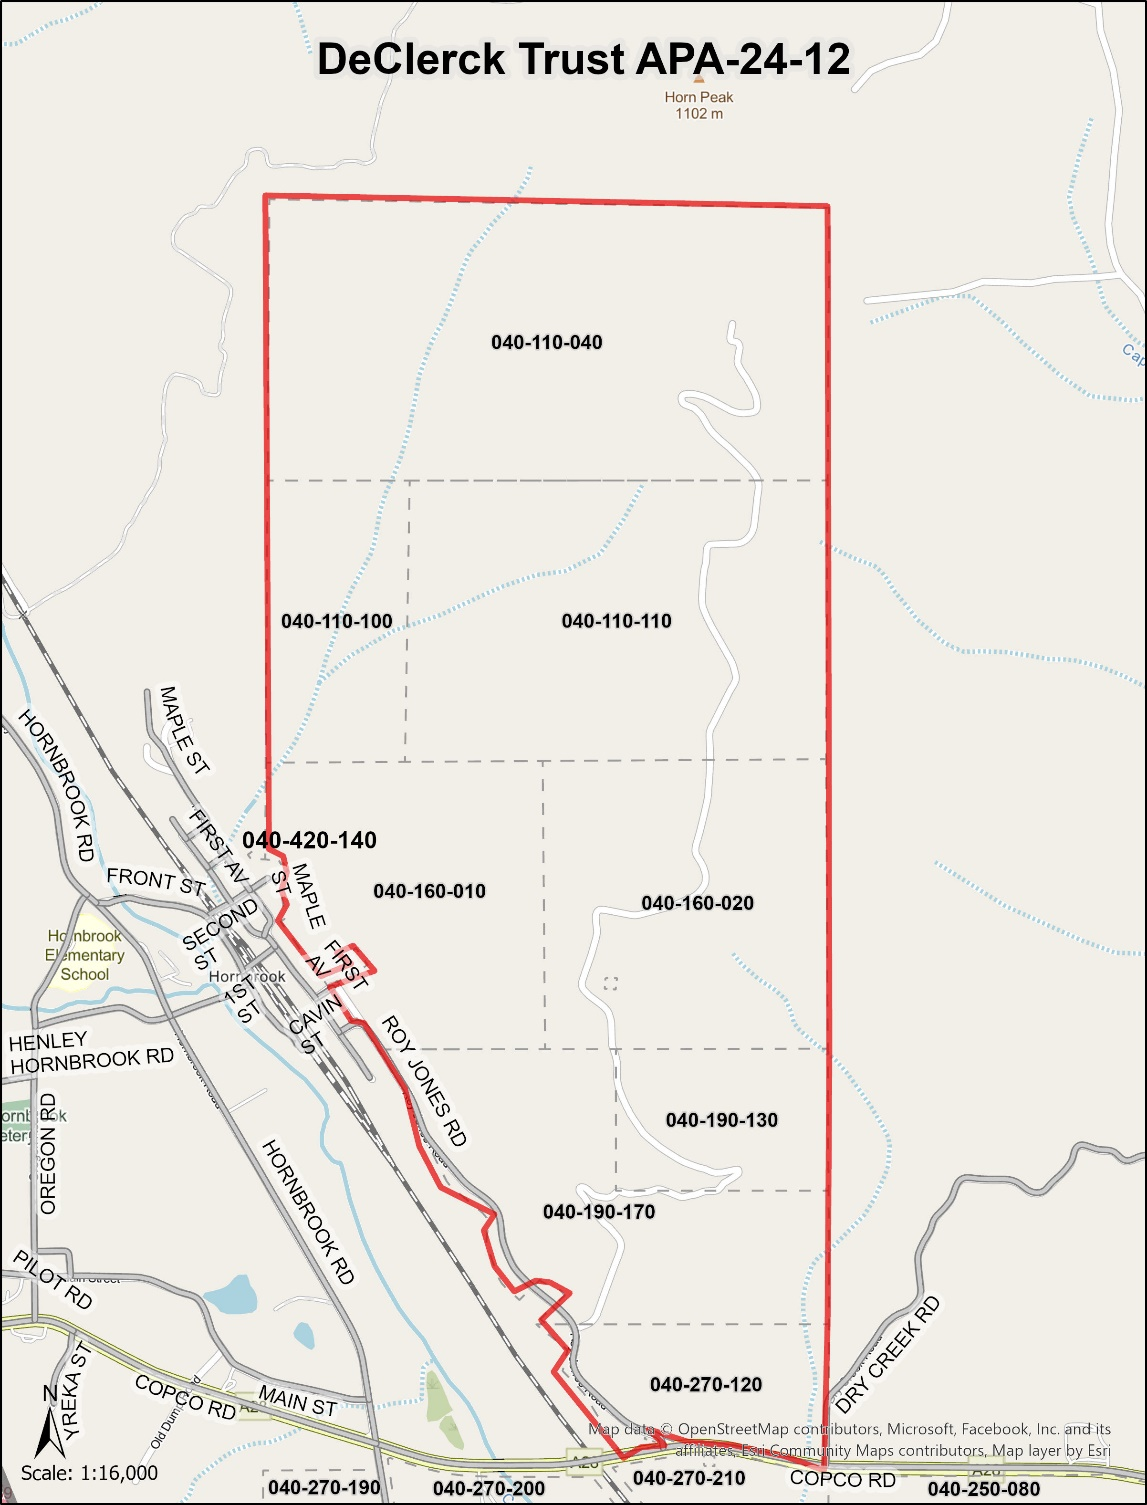 DeClerck Trust APA-24-12
Horn Peak
1102 m
040-110-040
Cap
040-110-100
040-110-110
MAPLE ST
HORNBROOK RD
FIRST AV
040-420-140
FRONT ST
MAPLE ST
040-160-010
040-160-020
SECOND ST
Hornbrook
Elementary
School
FIRST AV
Hornbrook
1ST ST
CAVIN ST
HENLEY
HORNBROOK RD
ROY JONES RD
040-190-130
OREGON RD
HORNBROOK RD
040-190-170
PILOT RD
DRY CREEK RD
YREKA ST
COPCO RD
MAIN ST
040-270-120
N
Map data © OpenStreetMap contributors, Microsoft, Facebook, Inc. and its
affiliates, Esri Community Maps contributors, Map layer by Esri
A28
A28
A28
Scale: 1:16,000
COPCO RD
040-270-190
040-270-200
040-270-210
040-250-080